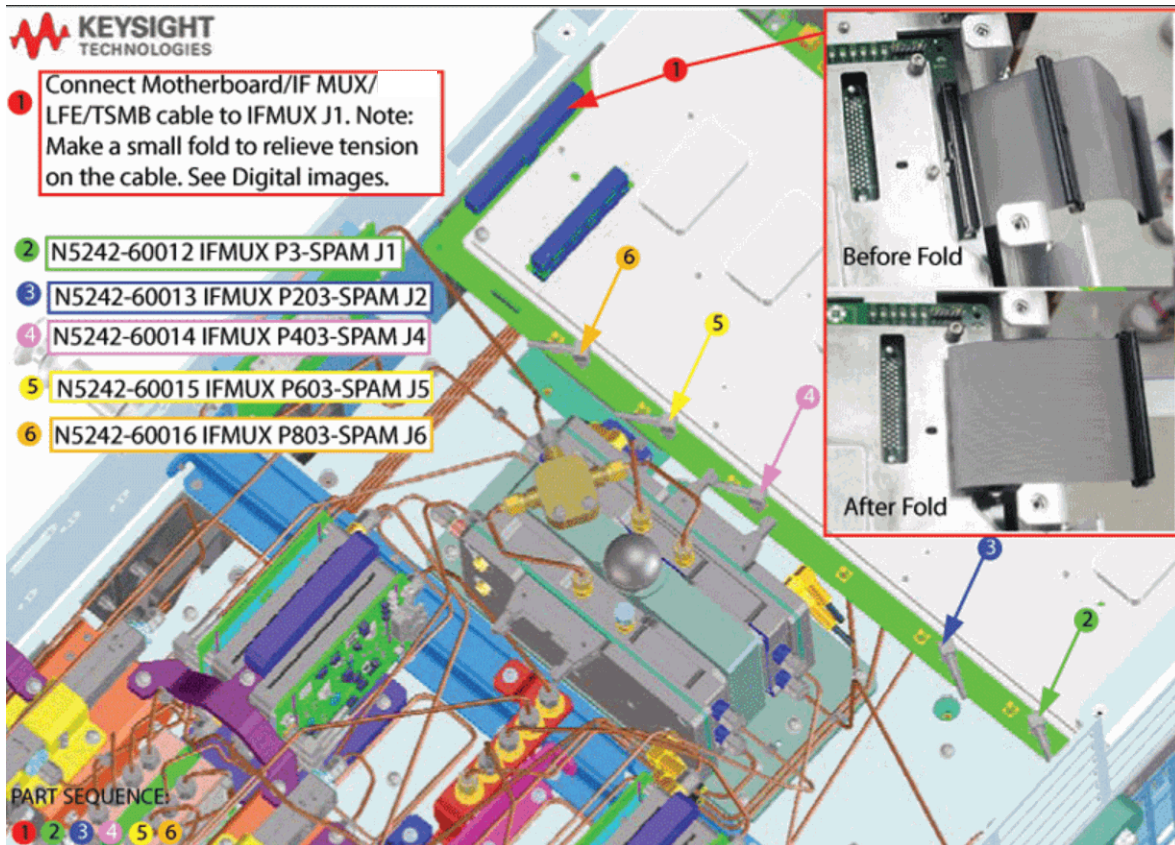 KEYSIGHT
TECHNOLOGIES
1
Connect Motherboard/IF MUX/
LFE/TSMB cable to IFMUX J1. Note:
Make a small fold to relieve tension
on the cable. See Digital images.
2 N5242-60012 IFMUX P3-SPAM J1
3 N5242-60013 IFMUX P203-SPAM J2
4 N5242-60014 IFMUX P403-SPAM J4
5 N5242-60015 IFMUX P603-SPAM J5
6 N5242-60016 IFMUX P803-SPAM J6
1
Before Fold
After Fold
6
5
4
3
2
PART SEQUENCE:
1 2 3 4 5 6